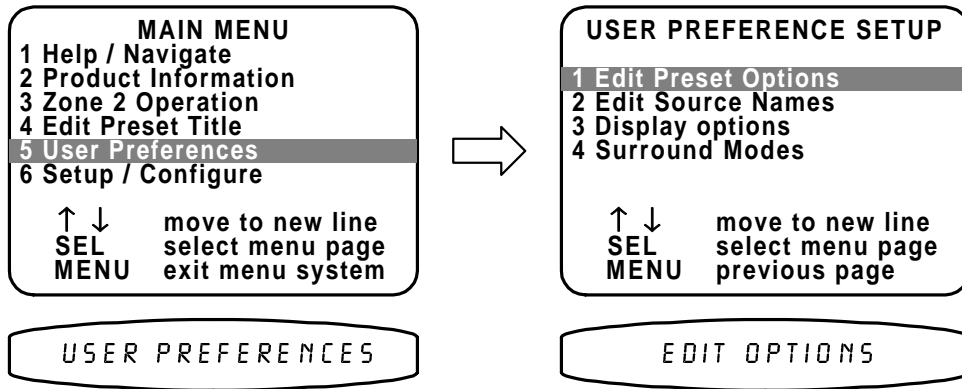 MAIN MENU
1 Help / Navigate
2 Product Information
3 Zone 2 Operation
4 Edit Preset Title
5 User Preferences
6 Setup / Configure
↑ ↓ move to new line
SEL select menu page
MENU exit menu system
USER PREFERENCES
USER PREFERENCE SETUP
1 Edit Preset Options
2 Edit Source Names
3 Display options
4 Surround Modes
↑ ↓ move to new line
SEL select menu page
MENU previous page
EDIT OPTIONS